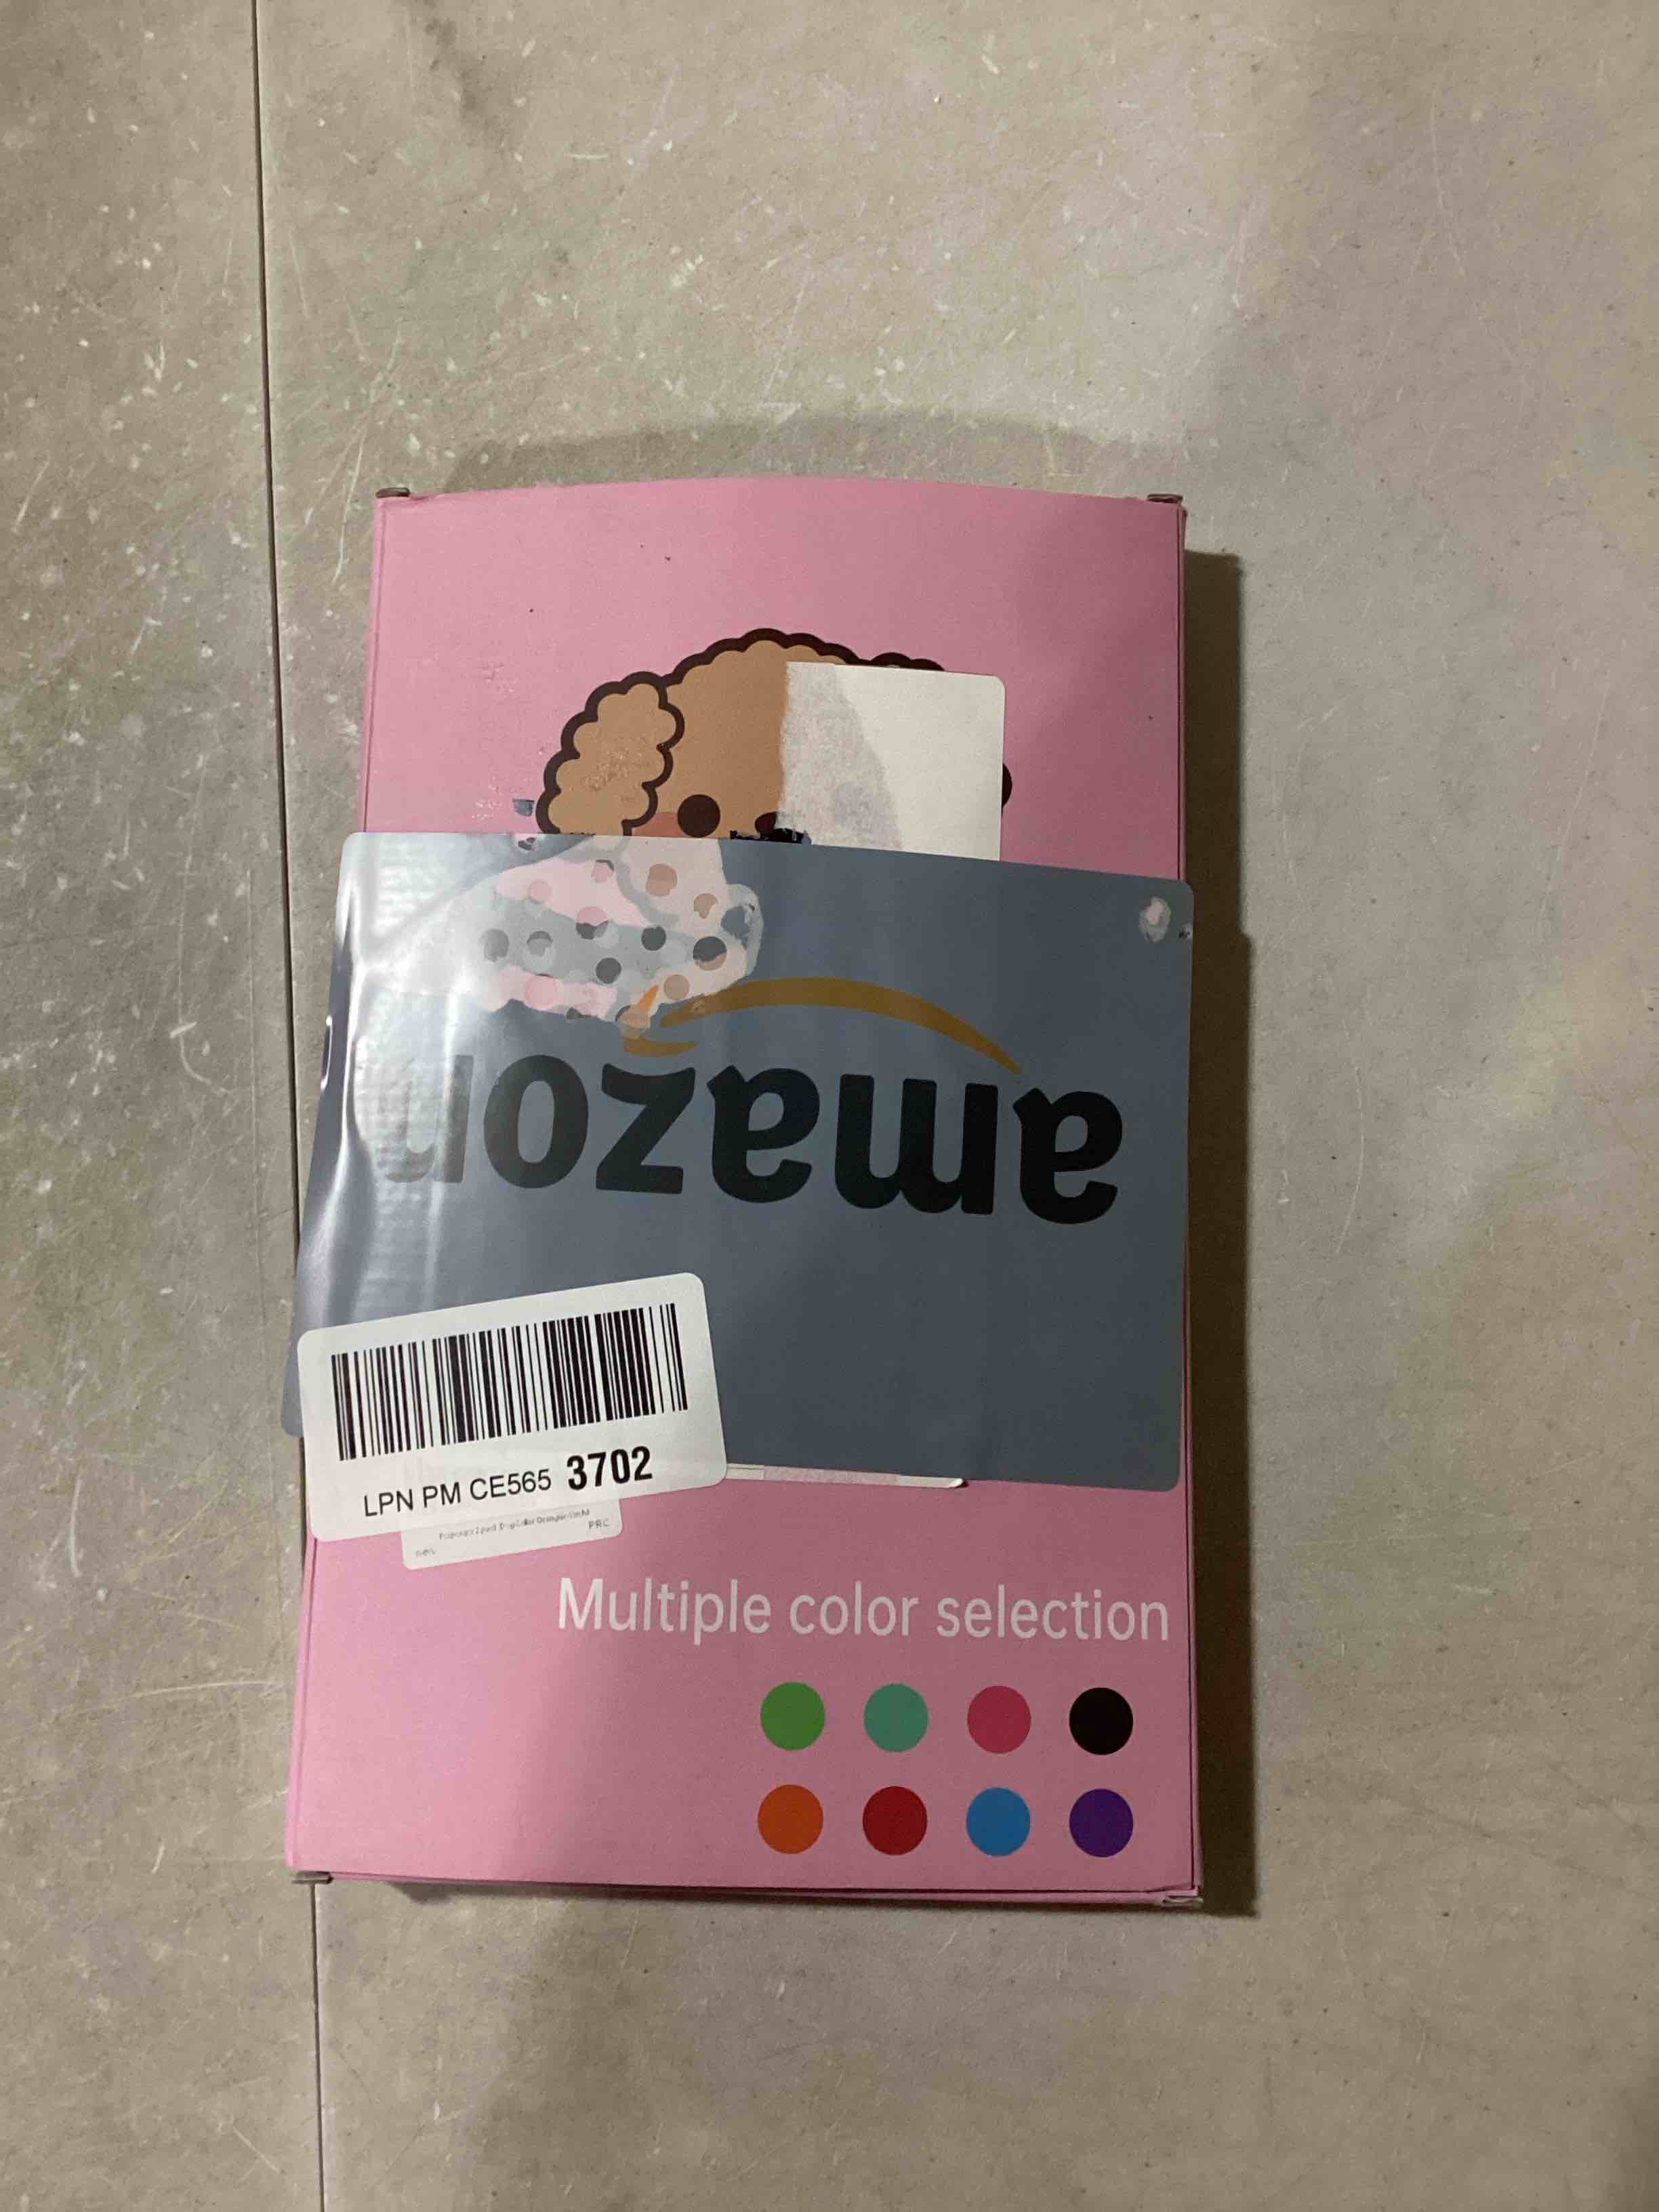 amazon
LPN PM CE565 3702
PRC
Multiple color selection